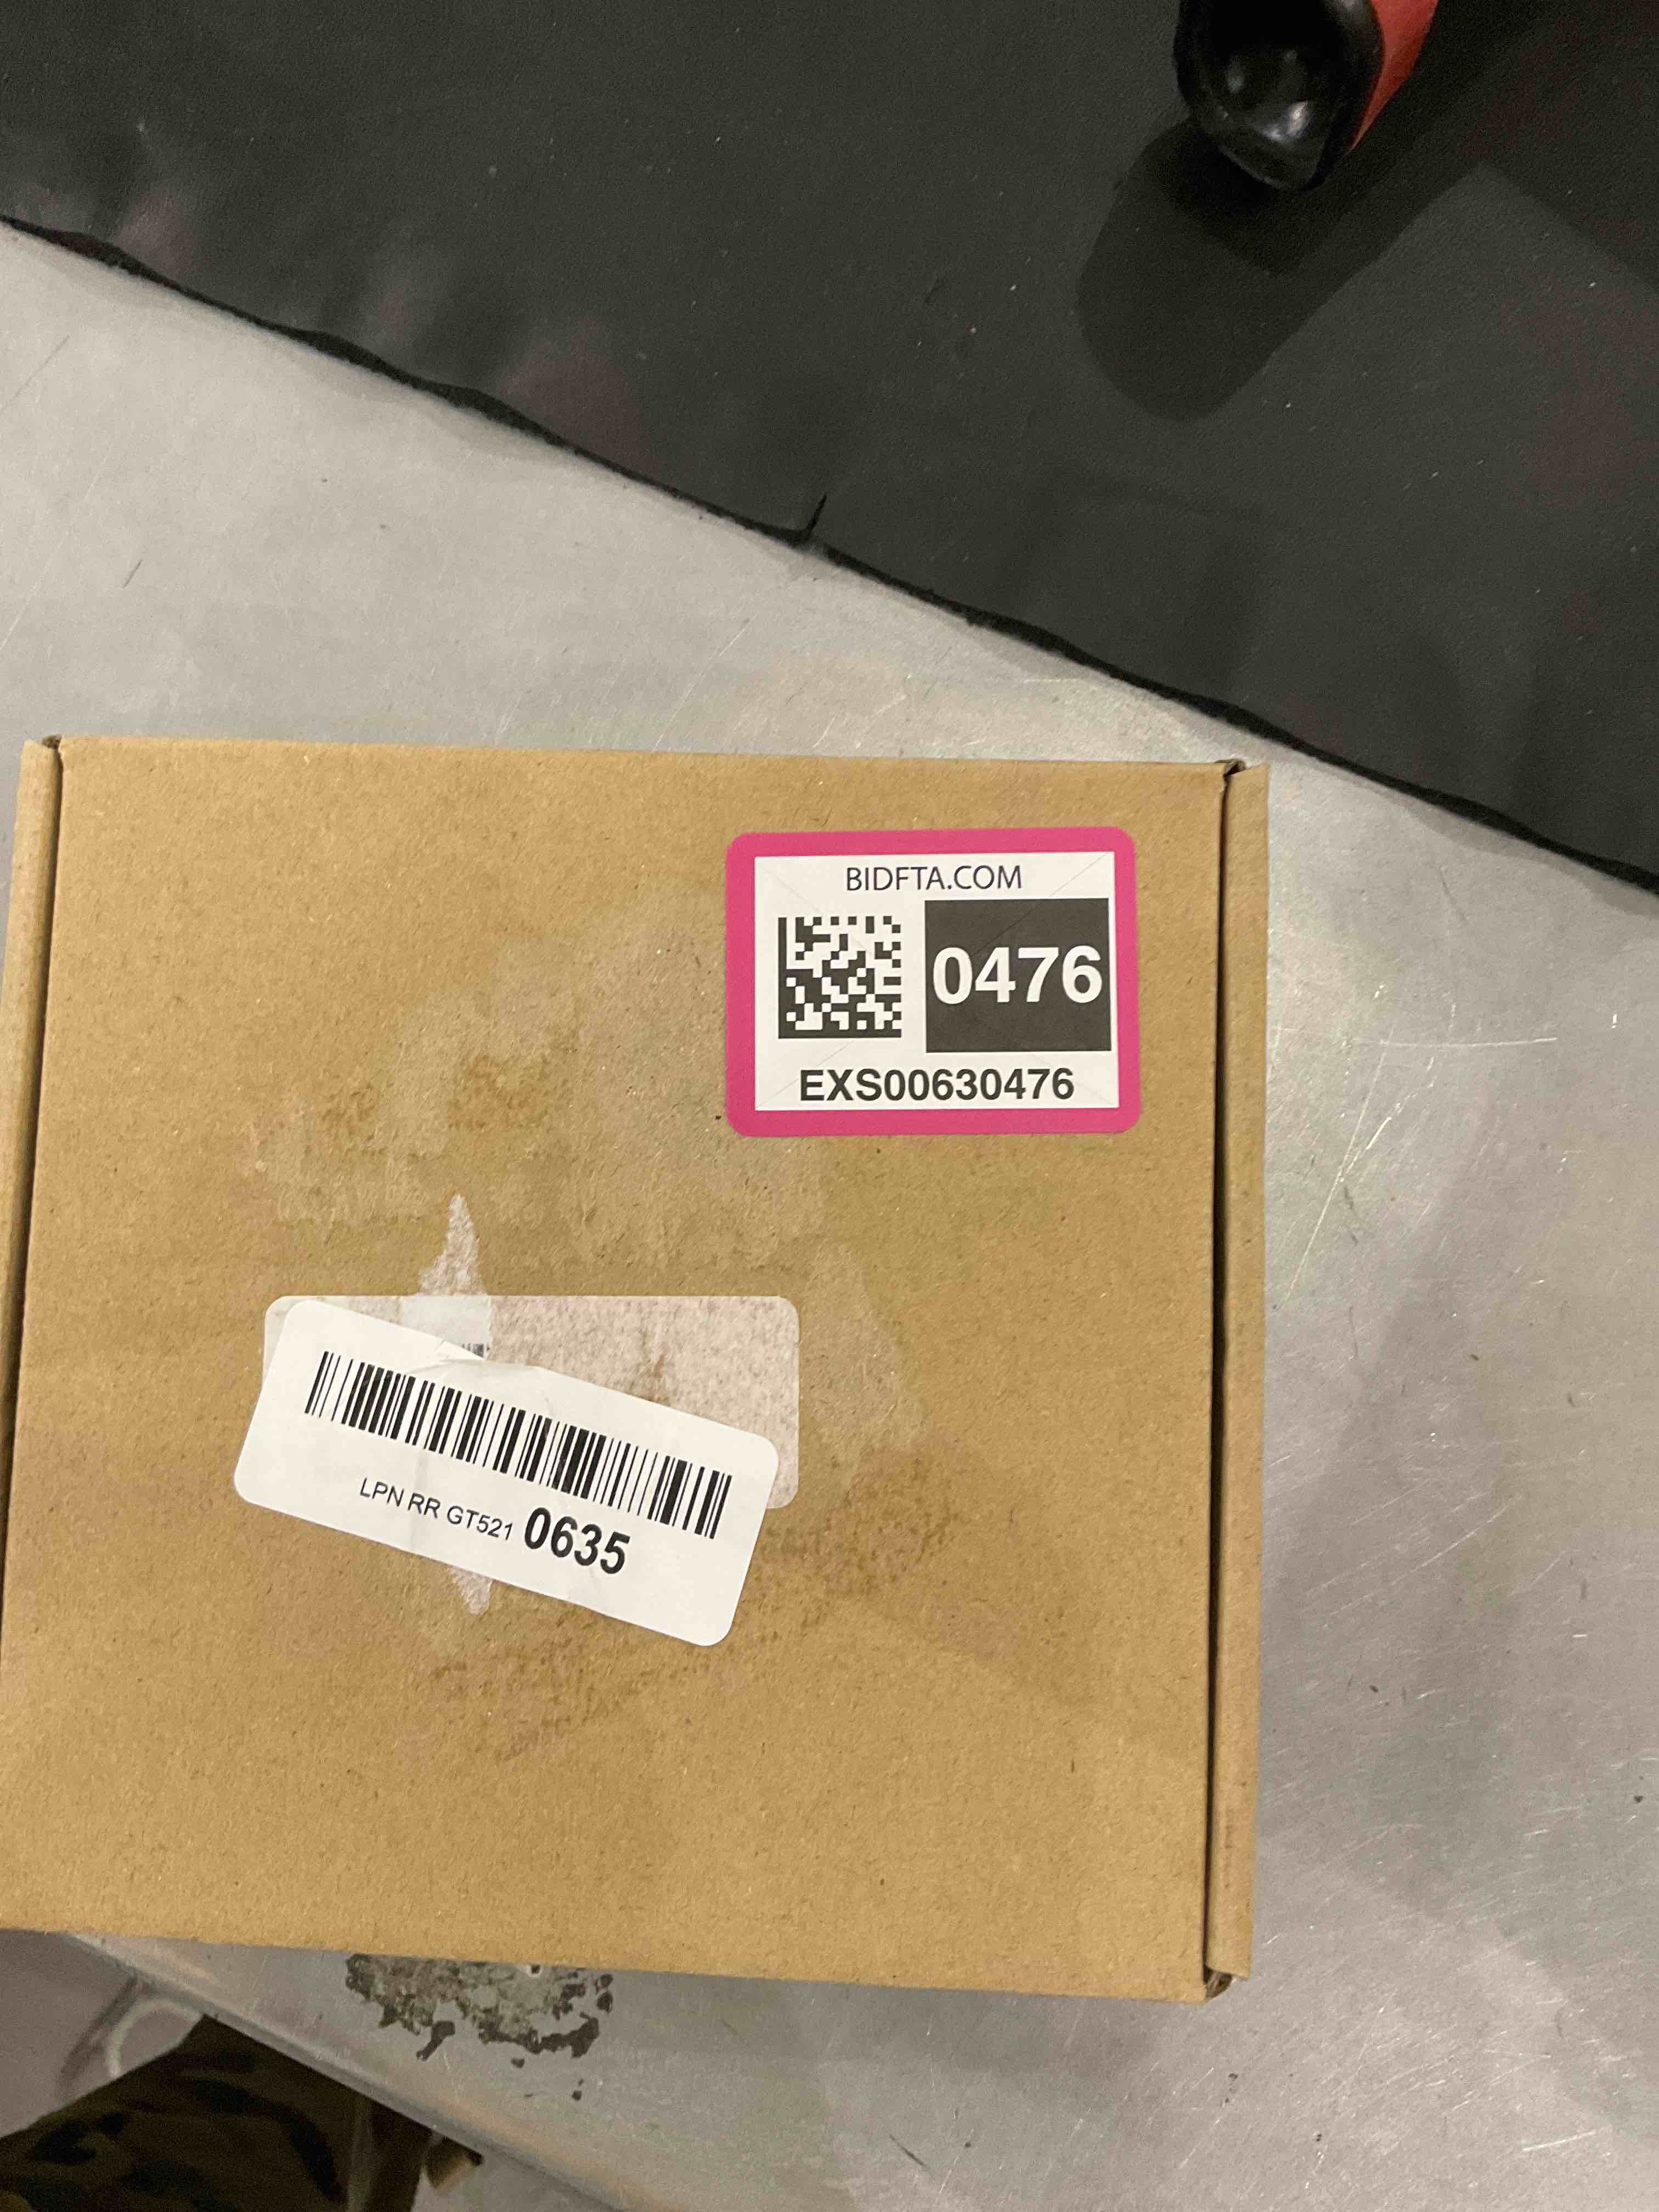 BIDFTA.COM
0476
EXS00630476
LPN RR GT521 0635